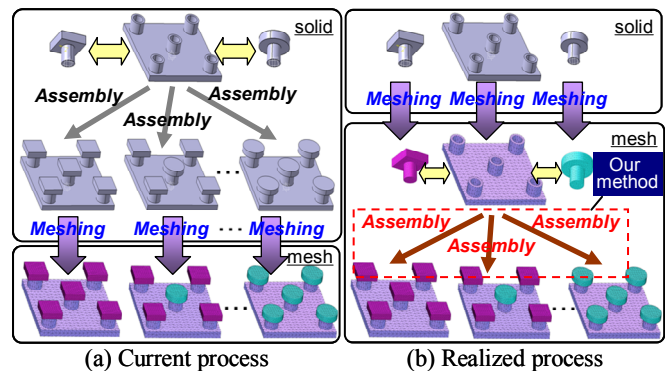 solid
Assembly
Assembly
Assembly
...
Meshing
Meshing
... Meshing
mesh
...
(a) Current process
solid
Meshing
Meshing
Meshing
mesh
Our
method
Assembly
Assembly
Assembly
...
(b) Realized process